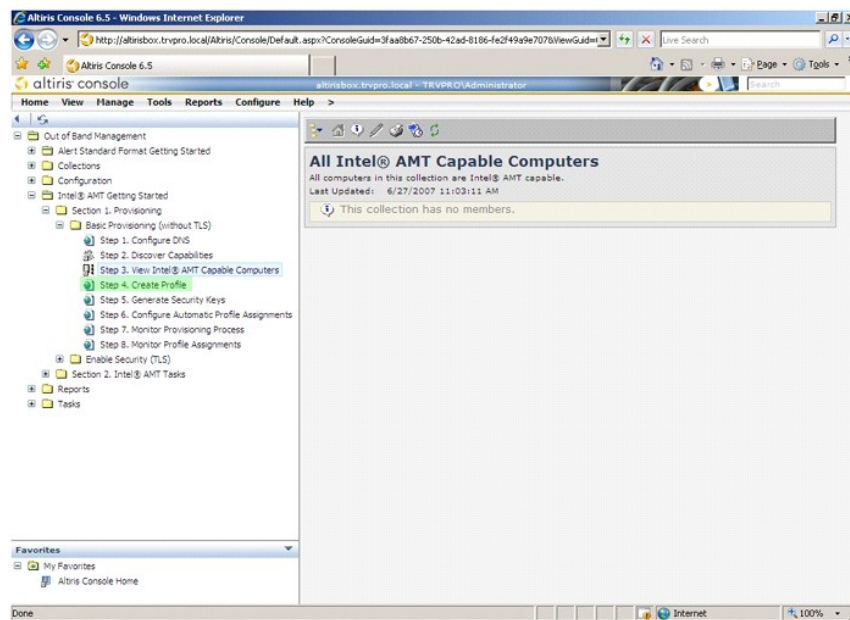 Altiris Console 6.5 - Windows Internet Explorer
http://altirisbox.trvpro.local/Altiris/Console/Default.aspx?ConsoleGuid=3faa8b67-250b-42ad-8186-fe2f49a9e707&ViewGuid=
Live Search
Altiris Console 6.5
Page
Tools
altiris console
altirisbox.trvpro.local - TRVPRO\Administrator
Search
Home View Manage Tools Reports Configure Help >
Out of Band Management
Alert Standard Format Getting Started
Collections
Configuration
Intel® AMT Getting Started
Section 1. Provisioning
Basic Provisioning (without TLS)
Step 1. Configure DNS
Step 2. Discover Capabilities
Step 3. View Intel® AMT Capable Computers
Step 4. Create Profile
Step 5. Generate Security Keys
Step 6. Configure Automatic Profile Assignments
Step 7. Monitor Provisioning Process
Step 8. Monitor Profile Assignments
Enable Security (TLS)
Section 2. Intel® AMT Tasks
Reports
Tasks
All Intel® AMT Capable Computers
All computers in this collection are Intel® AMT capable.
Last Updated: 6/27/2007 11:03:11 AM
This collection has no members.
Favorites
My Favorites
Altiris Console Home
Done
Internet
100%